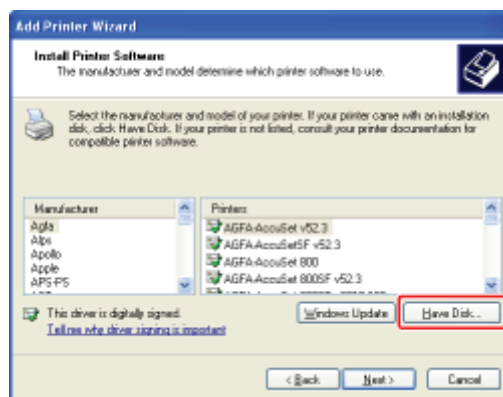 Add Printer Wizard
Install Printer Software
The manufacturer and model determine which printer software to use.
Select the manufacturer and model of your printer. If your printer came with an installation
disk, click Have Disk. If your printer is not listed, consult your printer documentation for
compatible printer software.
Manufacturer
Agfa
Alps
Apollo
Apple
APS-PS
Printers
AGFA-AccuSet v52.3
AGFA-AccuSetSF v52.3
AGFA-AccuSet 800
AGFA-AccuSet 800SF v52.3
This driver is digitally signed.
Tell me why driver signing is important
Windows Update
Have Disk...
< Back
Next >
Cancel